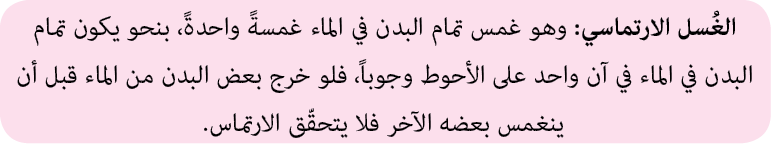 الغُسل الارتماسي: وهو غمس تمام البدن في الماء غمسةً واحدةً، بنحو يكون تمام
البدن في الماء في آن واحد على الأحوط وجوباً، فلو خرج بعض البدن من الماء قبل أن
ينغمس بعضه الآخر فلا يتحقّق الارتماس.